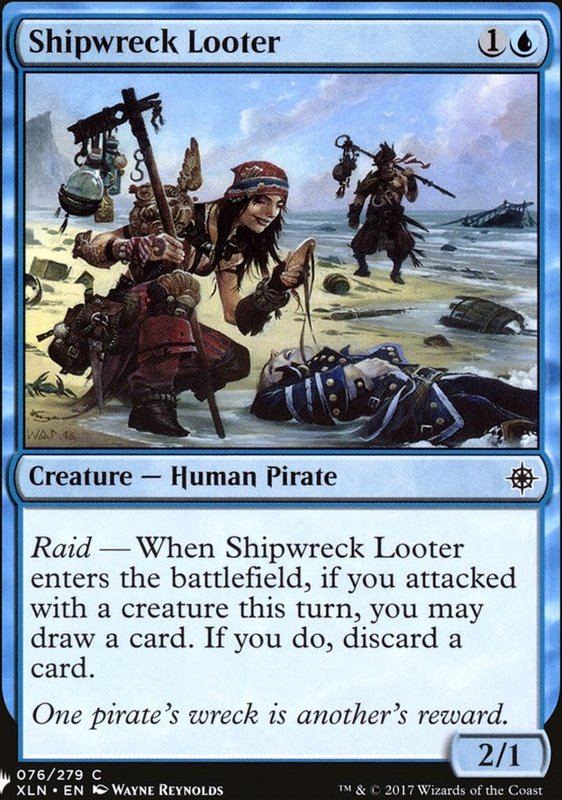 Shipwreck Looter 1
Creature — Human Pirate
Raid — When Shipwreck Looter
enters the battlefield, if you attacked
with a creature this turn, you may
draw a card. If you do, discard a
card.
One pirate's wreck is another's reward.
2/1
076/279 C
XLN • EN Wayne Reynolds
™ & © 2017 Wizards of the Coast